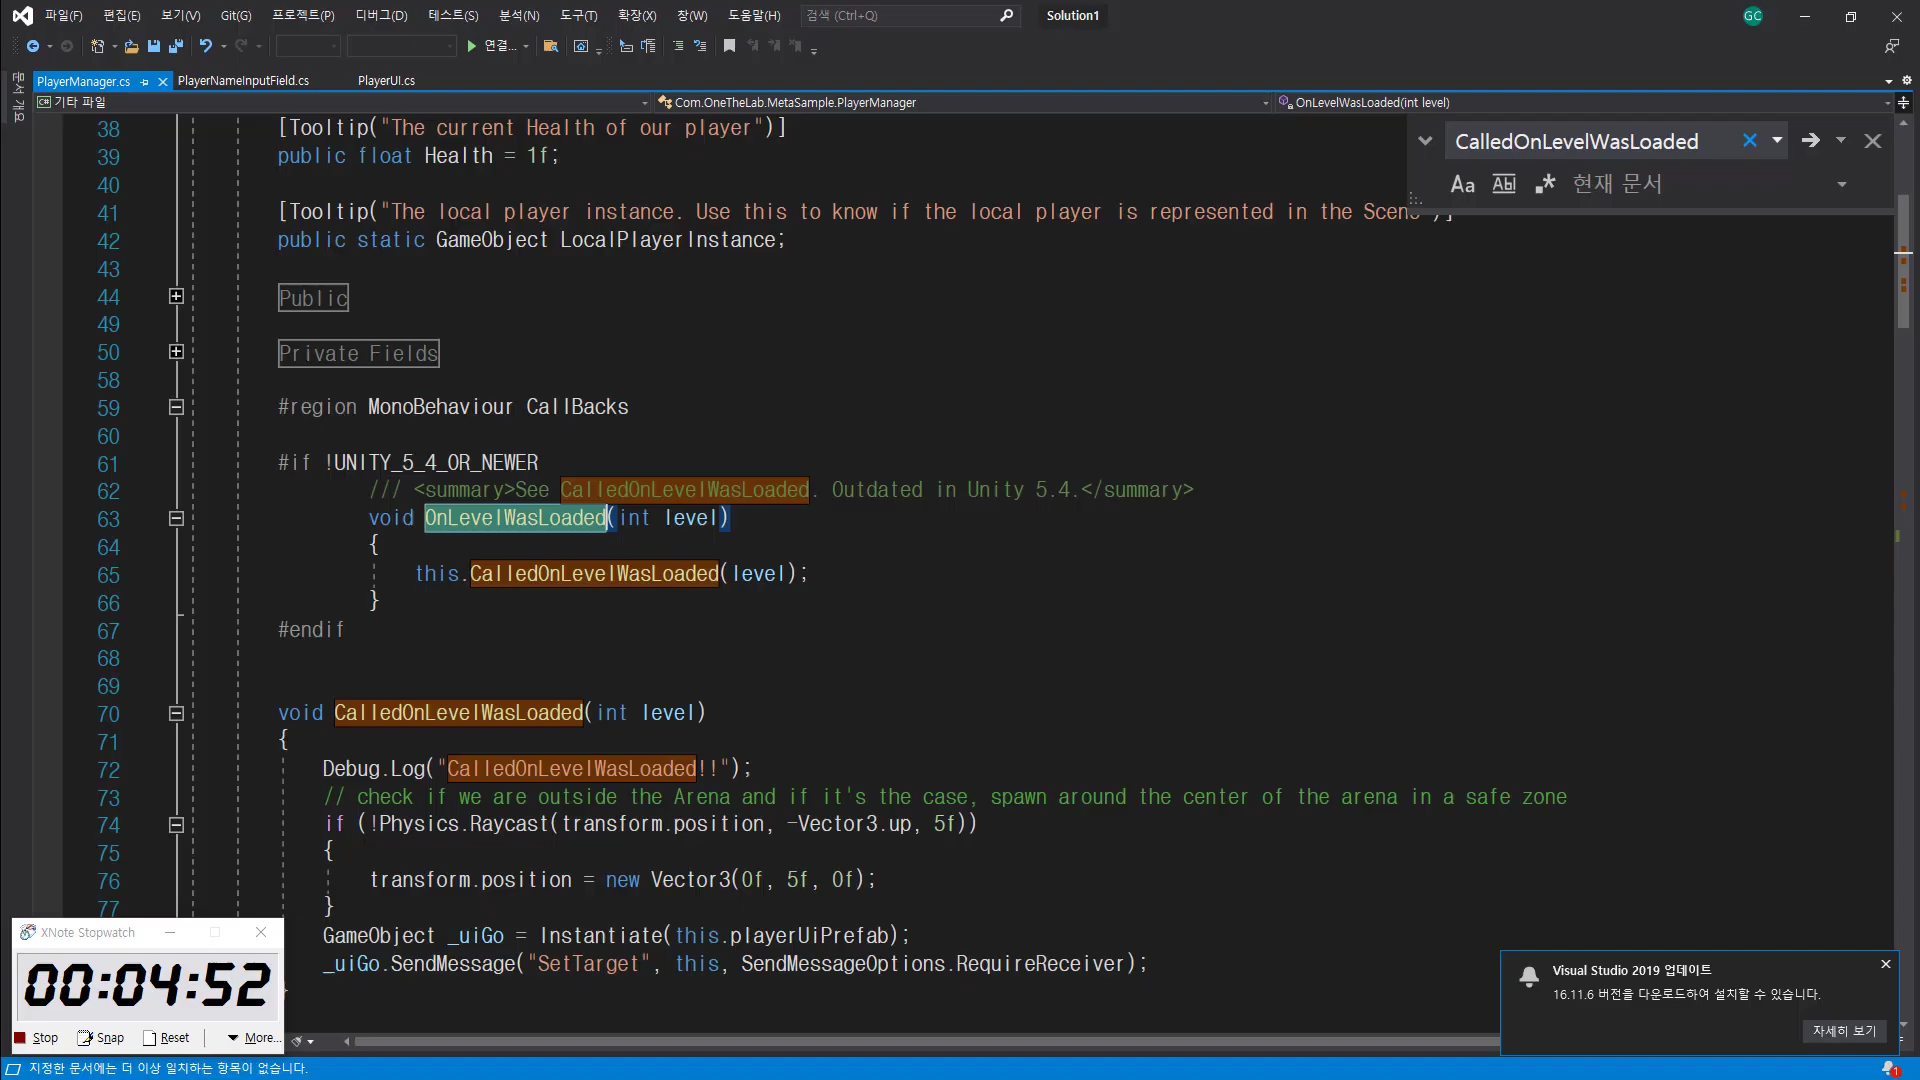 파일(F) 편집(E) 보기(V) Git(G) 프로젝트(P) 디버그(D) 테스트(S) 분석(N) 도구(T) 확장(X) 창(W) 도움말(H) 검색 (Ctrl+Q) Solution1 GC
연결...
문서 개요
PlayerManager.cs PlayerNameInputField.cs PlayerUI.cs
C# 기타 파일 Com.OneTheLab.MetaSample.PlayerManager OnLevelWasLoaded(int level)
CalledOnLevelWasLoaded
Aa Abl 현재 문서
38 [Tooltip("The current Health of our player")]
39 public float Health = 1f;
40
41 [Tooltip("The local player instance. Use this to know if the local player is represented in the Scene")]
42 public static GameObject LocalPlayerInstance;
43
44 Public
49
50 Private Fields
58
59 #region MonoBehaviour CallBacks
60
61 #if !UNITY_5_4_OR_NEWER
62 /// <summary>See CalledOnLevelWasLoaded. Outdated in Unity 5.4.</summary>
63 void OnLevelWasLoaded(int level)
64 {
65 this.CalledOnLevelWasLoaded(level);
66 }
67 #endif
68
69
70 void CalledOnLevelWasLoaded(int level)
71 {
72 Debug.Log("CalledOnLevelWasLoaded!!");
73 // check if we are outside the Arena and if it's the case, spawn around the center of the arena in a safe zone
74 if (!Physics.Raycast(transform.position, -Vector3.up, 5f))
75 {
76 transform.position = new Vector3(0f, 5f, 0f);
77 }
GameObject _uiGo = Instantiate(this.playerUiPrefab);
_uiGo.SendMessage("SetTarget", this, SendMessageOptions.RequireReceiver);
XNote Stopwatch
00:04:52
Stop Snap Reset More...
Visual Studio 2019 업데이트
16.11.6 버전을 다운로드하여 설치할 수 있습니다.
자세히 보기
지정한 문서에는 더 이상 일치하는 항목이 없습니다.
1